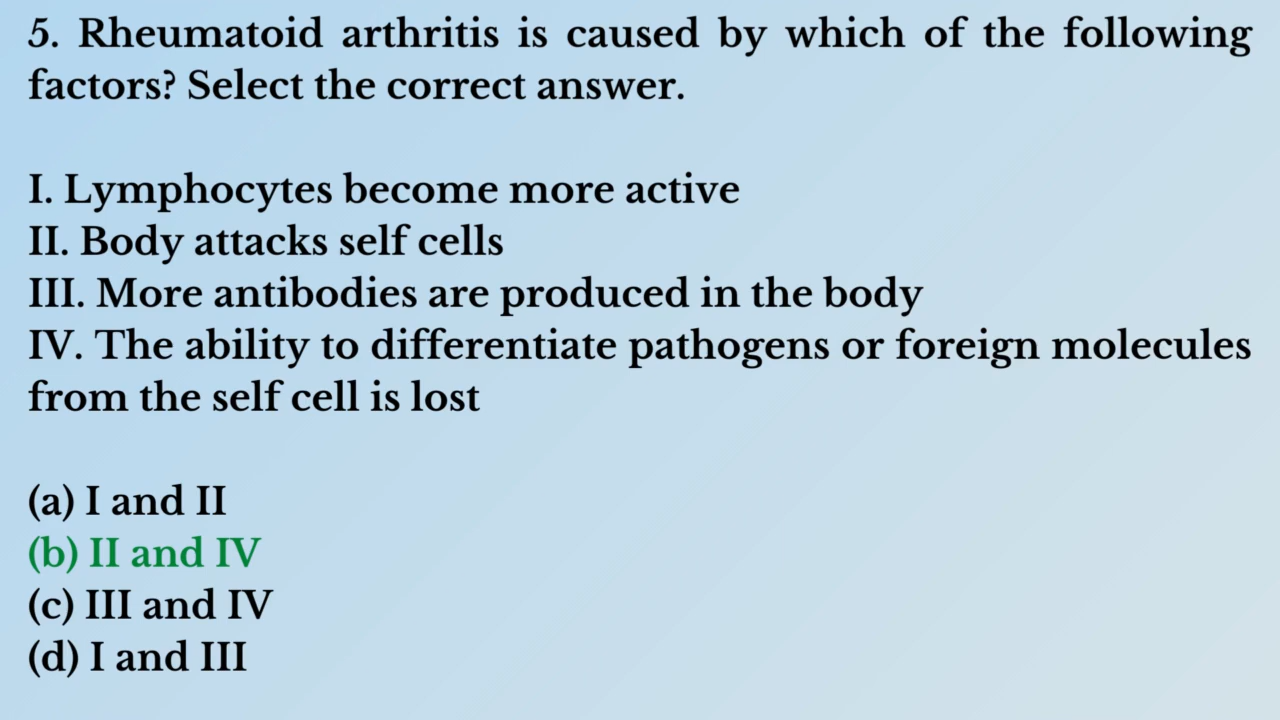 5. Rheumatoid arthritis is caused by which of the following
factors? Select the correct answer.
I. Lymphocytes become more active
II. Body attacks self cells
III. More antibodies are produced in the body
IV. The ability to differentiate pathogens or foreign molecules
from the self cell is lost
(a) I and II
(b) II and IV
(c) III and IV
(d) I and III